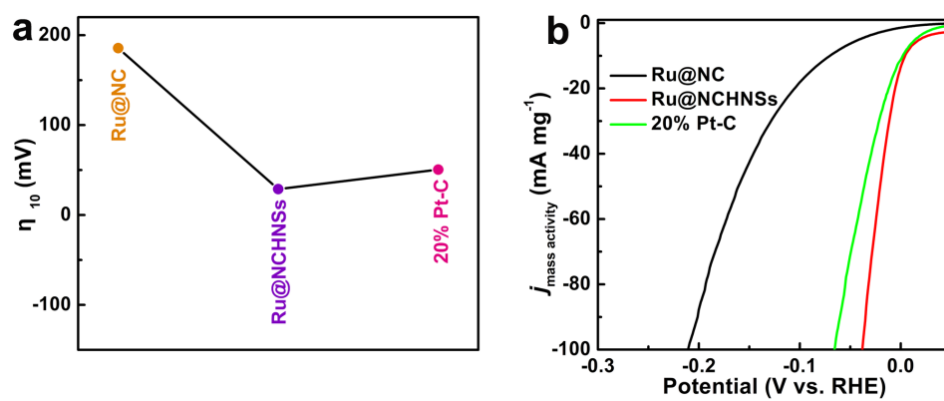 a
200
100
0
-100
η 10 (mV)
Ru@NC
Ru@NCHNSs
20% Pt-C
b
0
-20
-40
-60
-80
-100
j mass activity (mA mg⁻¹)
Ru@NC
Ru@NCHNSs
20% Pt-C
-0.3
-0.2
-0.1
0.0
Potential (V vs. RHE)